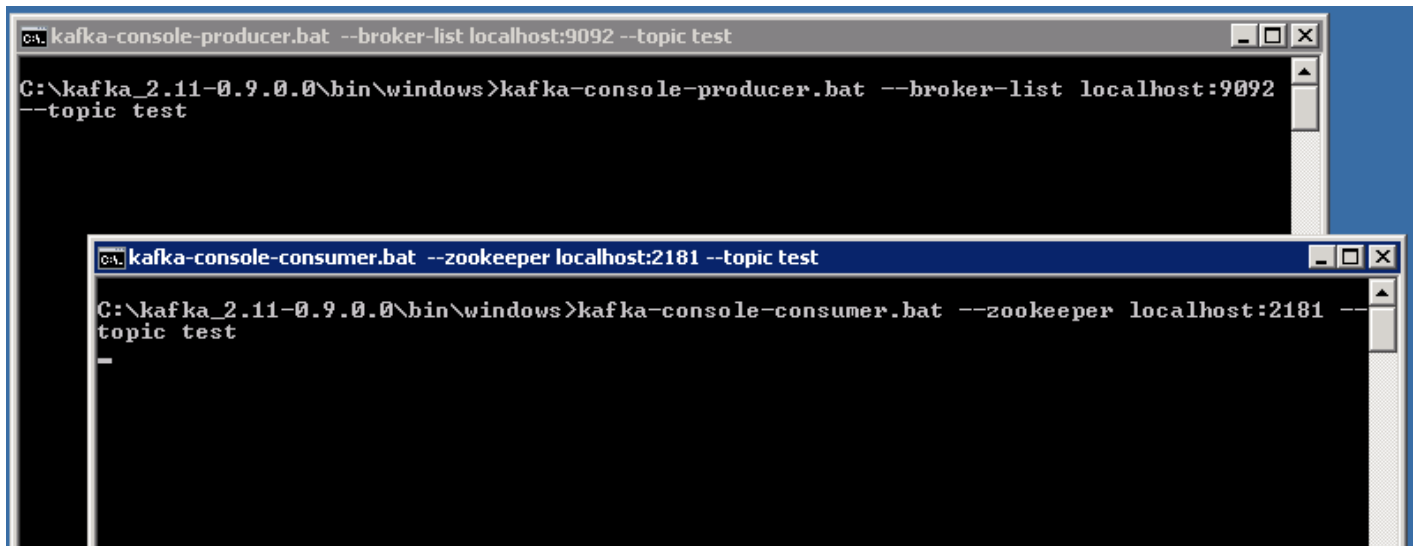 kafka-console-producer.bat --broker-list localhost:9092 --topic test
C:\kafka_2.11-0.9.0.0\bin\windows>kafka-console-producer.bat --broker-list localhost:9092
--topic test
kafka-console-consumer.bat --zookeeper localhost:2181 --topic test
C:\kafka_2.11-0.9.0.0\bin\windows>kafka-console-consumer.bat --zookeeper localhost:2181 --
topic test